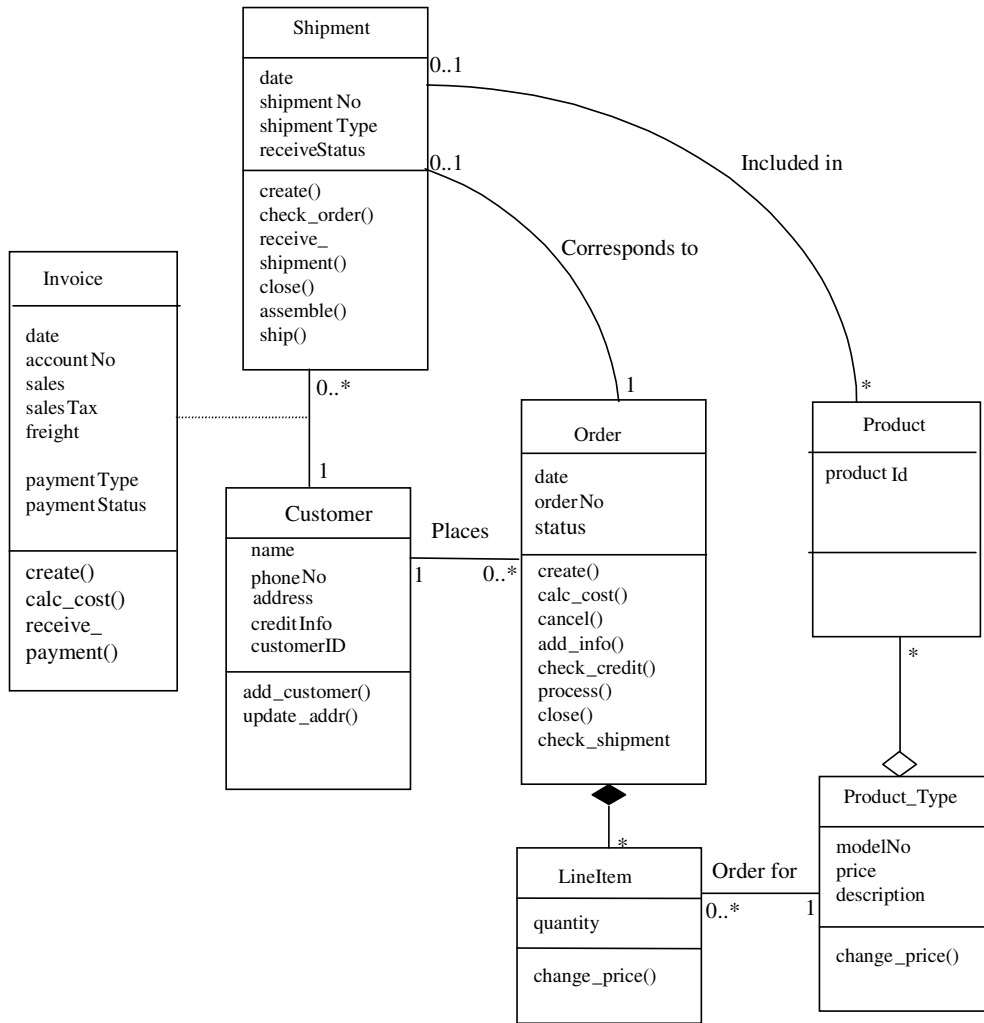 Shipment
date
shipment No
shipment Type
receiveStatus
create()
check_order()
receive_
shipment()
close()
assemble()
ship()
0..1
0..1
Included in
Corresponds to
0..*
1
1
*
Invoice
date
account No
sales
sales Tax
freight
payment Type
payment Status
create()
calc_cost()
receive_
payment()
Customer
name
phone No
address
credit Info
customerID
add_customer()
update_addr()
Places
1
0..*
Order
date
orderNo
status
create()
calc_cost()
cancel()
add_info()
check_credit()
process()
close()
check_shipment
Product
product Id
*
*
LineItem
quantity
change_price()
Order for
0..*
1
Product_Type
modelNo
price
description
change_price()